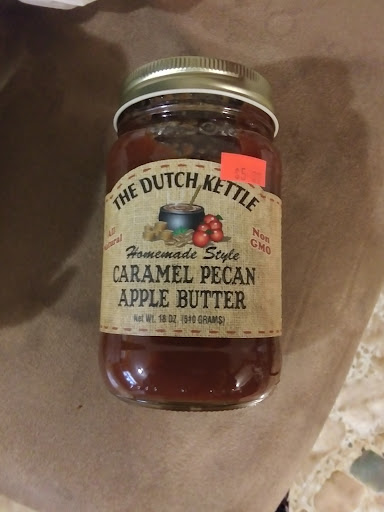 THE DUTCH KETTLE
All
Natural
Non
GMO
Homemade Style
CARAMEL PECAN
APPLE BUTTER
Net Wt. 18 OZ. (510 GRAMS)